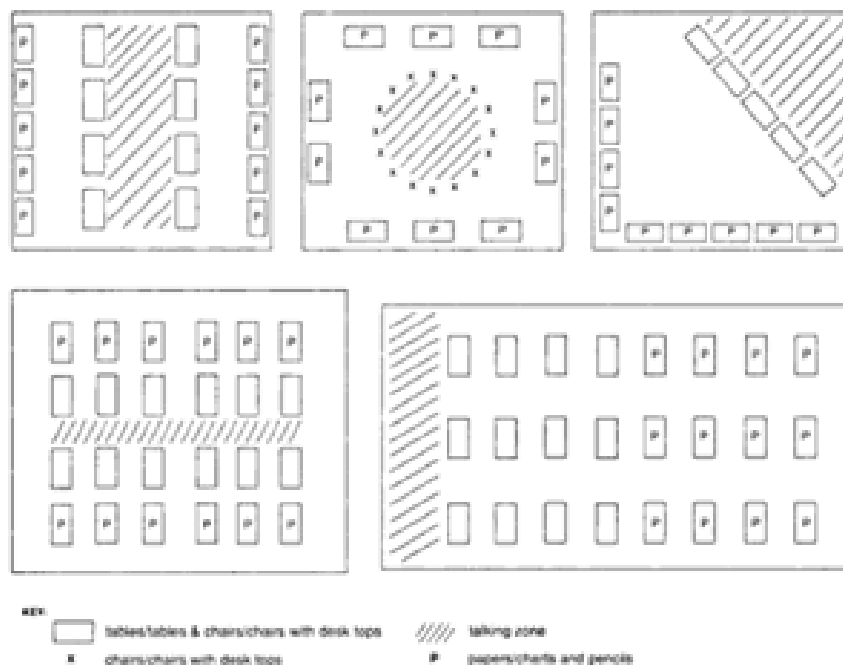 P P
P P
P P
P P
P P
P P P
P P
P P
P P P
P
P
P
P
P P P P P
P P P P P P
P P P P P P
P P P P
P P P P
P P P P
KEY:
tables/tables & chairs/chairs with desk tops
talking zone
x chairs/chairs with desk tops
P papers/charts and pencils